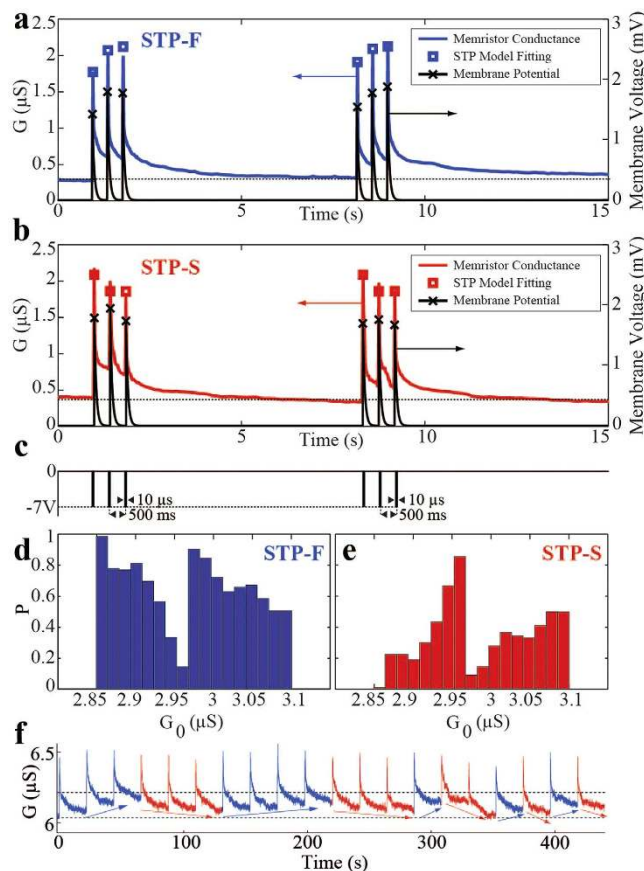 a
STP-F
Memristor Conductance
STP Model Fitting
Membrane Potential
G (μS)
2.5
2
1.5
1
0.5
0
Membrane Voltage (mV)
3
2
1
0
0
5
10
15
Time (s)
b
STP-S
Memristor Conductance
STP Model Fitting
Membrane Potential
G (μS)
2.5
2
1.5
1
0.5
0
Membrane Voltage (mV)
3
2
1
0
0
5
10
15
Time (s)
c
0
-7V
10 μs
500 ms
10 μs
500 ms
d
STP-F
P
1
0.8
0.6
0.4
0.2
0
2.85 2.9 2.95 3 3.05 3.1
G0 (μS)
e
STP-S
2.85 2.9 2.95 3 3.05 3.1
G0 (μS)
f
G (μS)
6.5
6
0 100 200 300 400
Time (s)